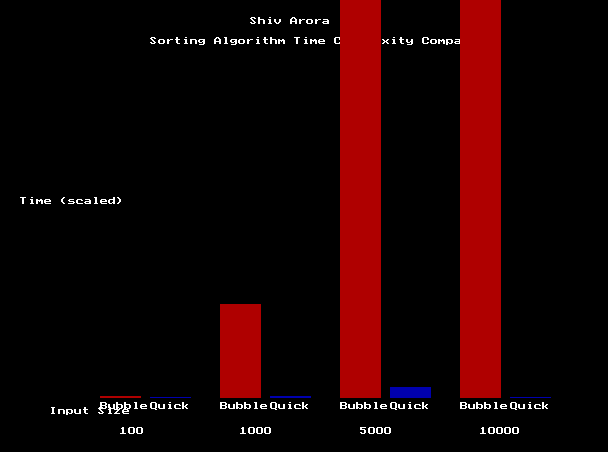 Shiv Arora
Sorting Algorithm Time C xity Compa
Time (scaled)
Bubble Quick Bubble Quick Bubble Quick Bubble Quick
Input Size
100 1000 5000 10000